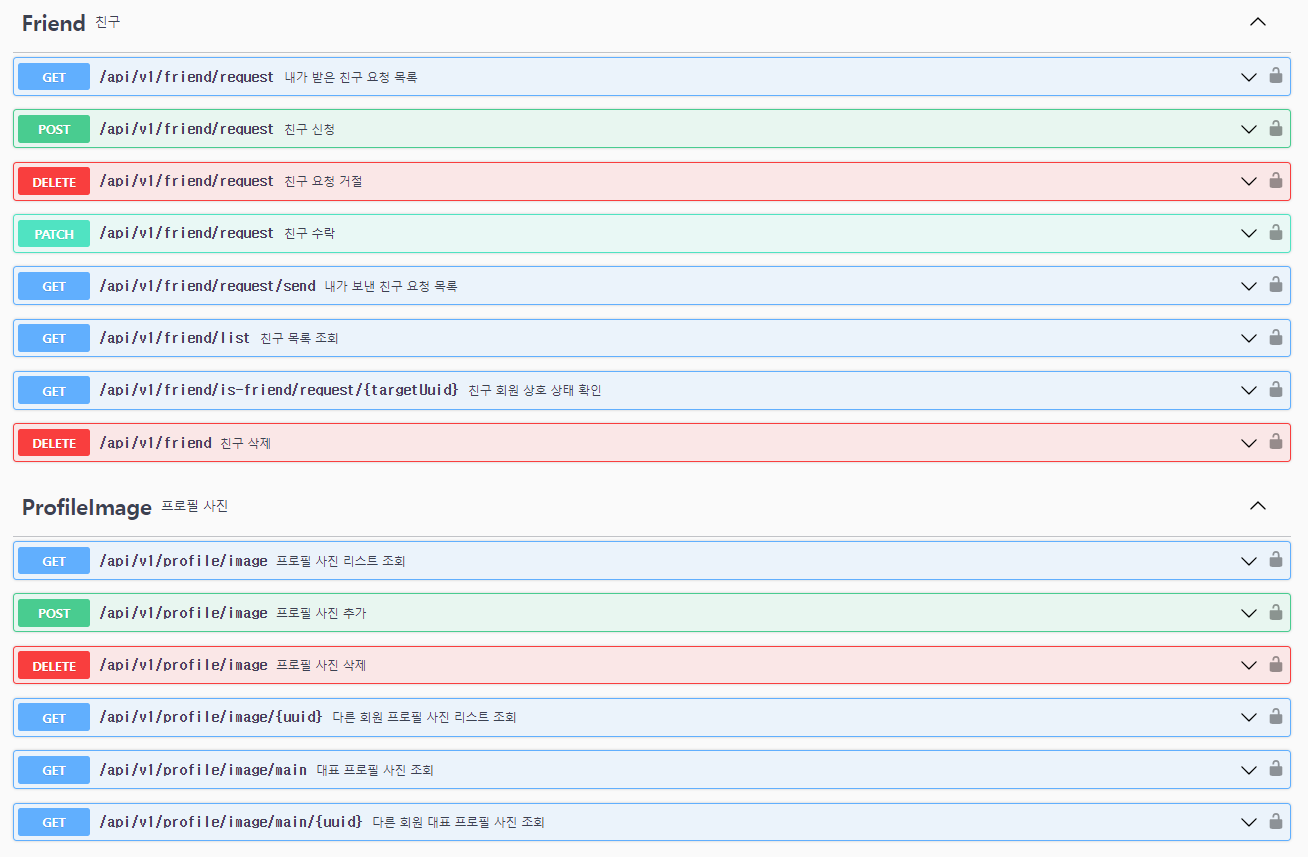 Friend 친구
GET /api/v1/friend/request 내가 받은 친구 요청 목록
POST /api/v1/friend/request 친구 신청
DELETE /api/v1/friend/request 친구 요청 거절
PATCH /api/v1/friend/request 친구 수락
GET /api/v1/friend/request/send 내가 보낸 친구 요청 목록
GET /api/v1/friend/list 친구 목록 조회
GET /api/v1/friend/is-friend/request/{targetUuid} 친구 회원 상호 상태 확인
DELETE /api/v1/friend 친구 삭제
ProfileImage 프로필 사진
GET /api/v1/profile/image 프로필 사진 리스트 조회
POST /api/v1/profile/image 프로필 사진 추가
DELETE /api/v1/profile/image 프로필 사진 삭제
GET /api/v1/profile/image/{uuid} 다른 회원 프로필 사진 리스트 조회
GET /api/v1/profile/image/main 대표 프로필 사진 조회
GET /api/v1/profile/image/main/{uuid} 다른 회원 대표 프로필 사진 조회